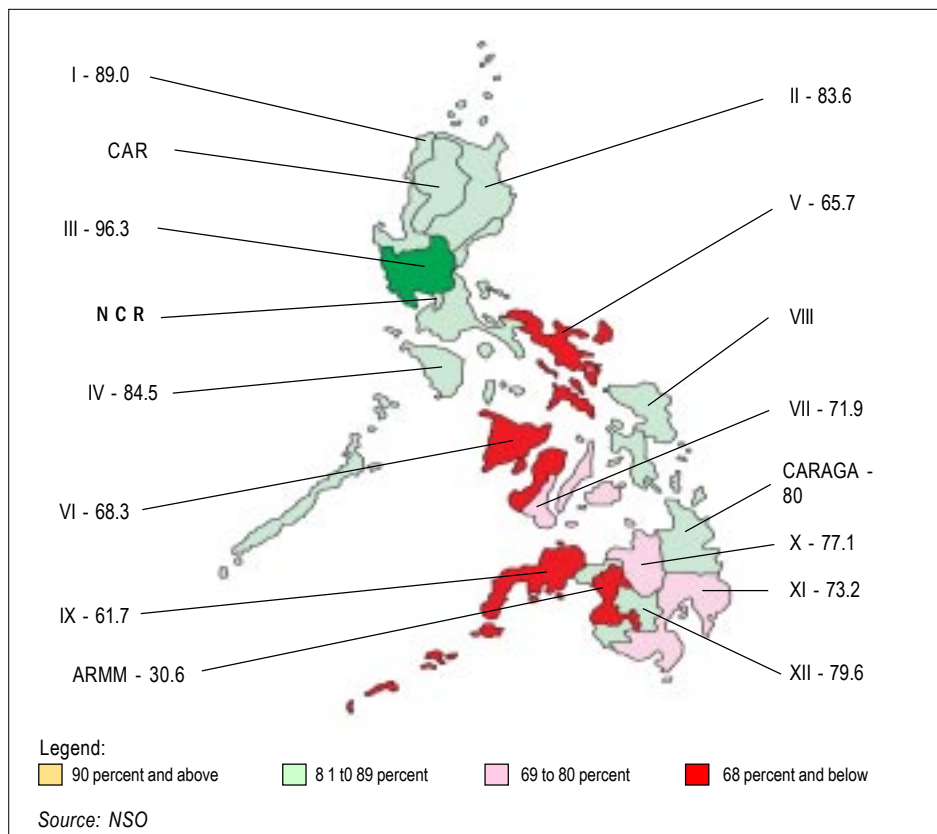 I - 89.0
II - 83.6
CAR
V - 65.7
III - 96.3
N C R
VIII
IV - 84.5
VII - 71.9
CARAGA -
80
VI - 68.3
X - 77.1
XI - 73.2
IX - 61.7
ARMM - 30.6
XII - 79.6
Legend:
90 percent and above
8 1 t0 89 percent
69 to 80 percent
68 percent and below
Source: NSO